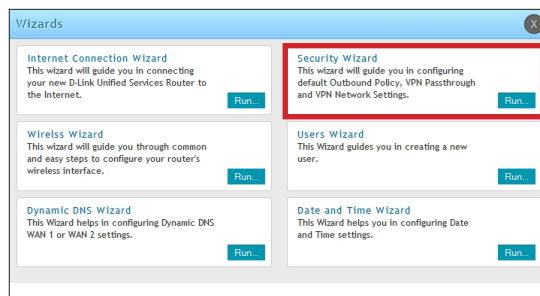 Wizards
X
Internet Connection Wizard
This wizard will guide you in connecting
your new D-Link Unified Services Router to
the Internet.
Run...
Security Wizard
This wizard will guide you in configuring
default Outbound Policy, VPN Passthrough
and VPN Network Settings.
Run...
Wirelss Wizard
This wizard will guide you through common
and easy steps to configure your router's
wireless interface.
Run...
Users Wizard
This Wizard guides you in creating a new
user.
Run...
Dynamic DNS Wizard
This Wizard helps in configuring Dynamic DNS
WAN 1 or WAN 2 settings.
Run...
Date and Time Wizard
This Wizard helps you in configuring Date
and Time settings.
Run...